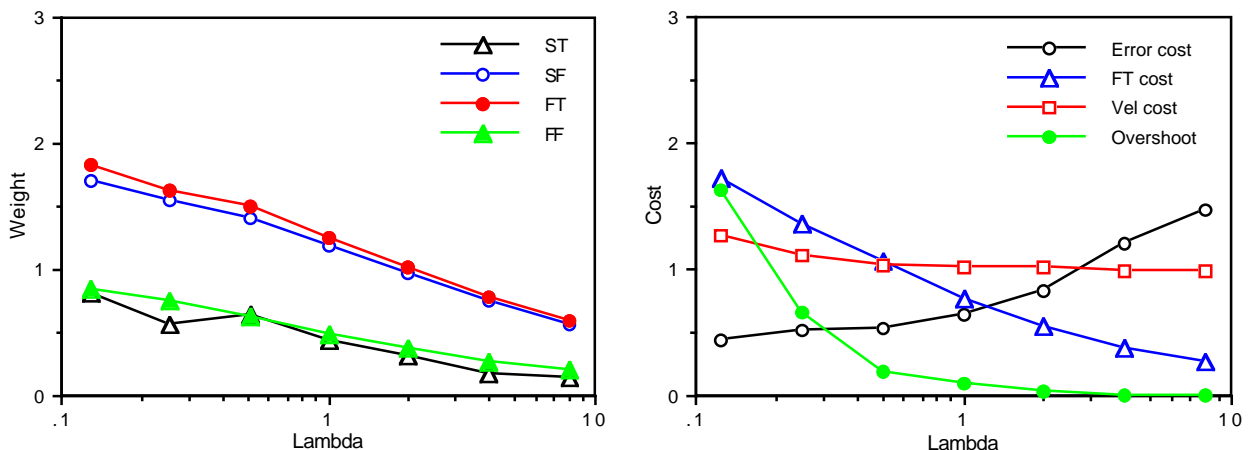 3
2
1
0
Weight
.1
1
10
Lambda
ST
SF
FT
FF
3
2
1
0
Cost
.1
1
10
Lambda
Error cost
FT cost
Vel cost
Overshoot